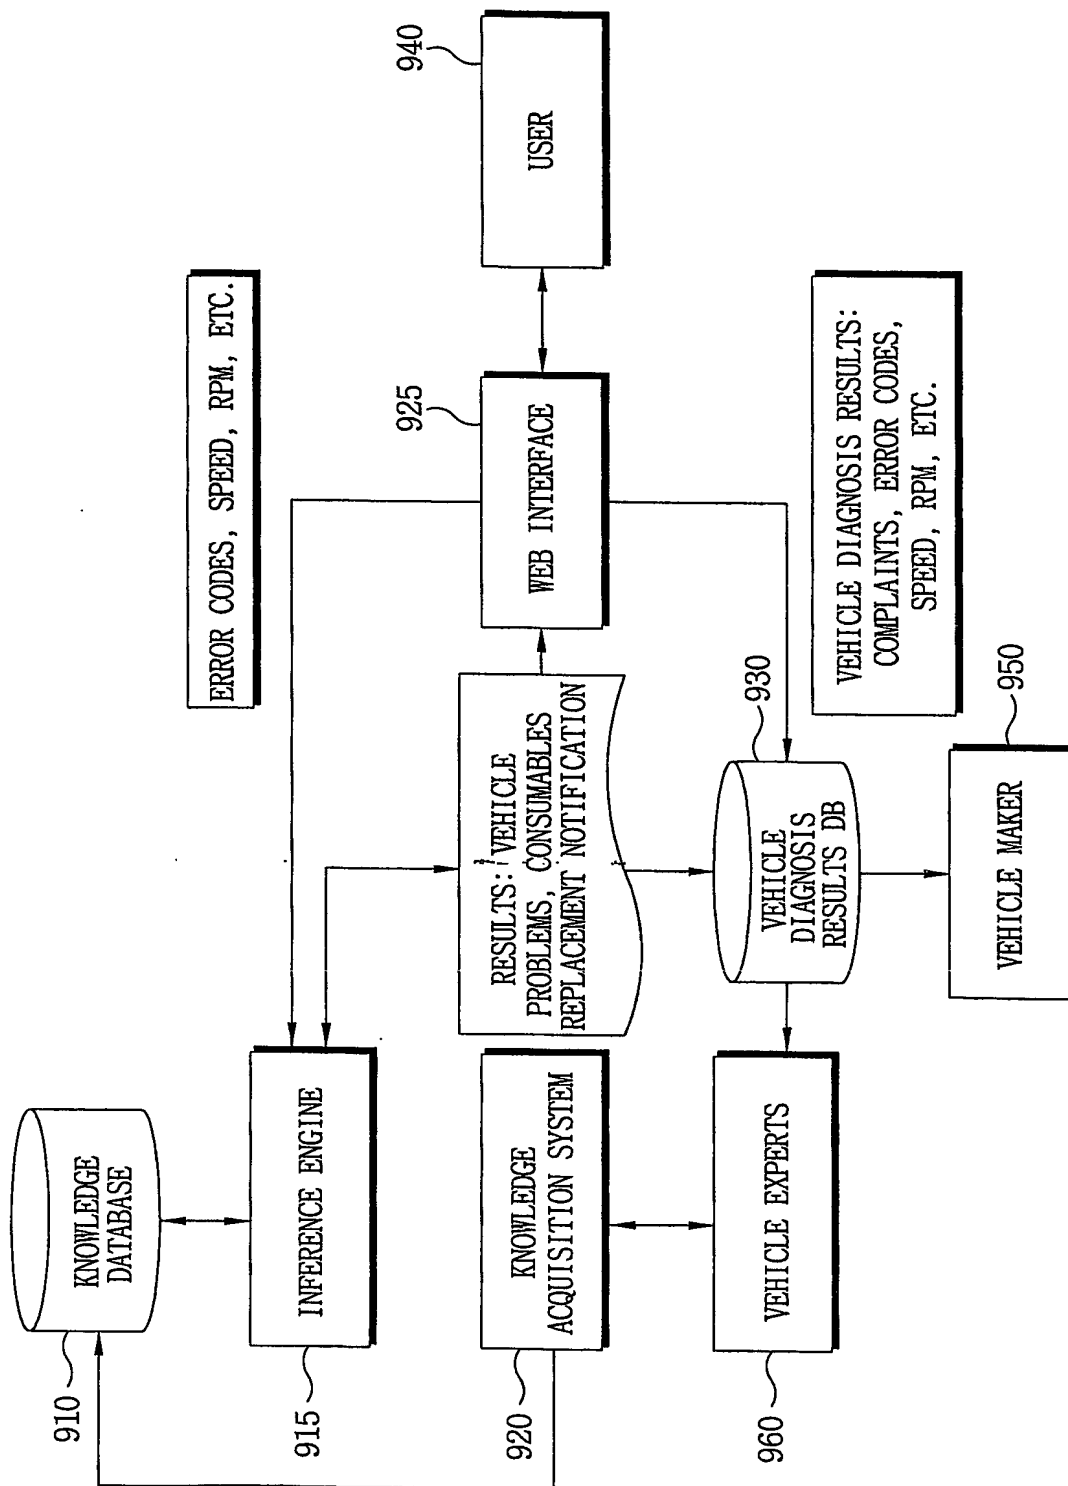 910
KNOWLEDGE
DATABASE
915
INFERENCE ENGINE
ERROR CODES, SPEED, RPM, ETC.
920
KNOWLEDGE
ACQUISITION SYSTEM
RESULTS: VEHICLE
PROBLEMS, CONSUMABLES
REPLACEMENT NOTIFICATION
925
WEB INTERFACE
940
USER
960
VEHICLE EXPERTS
930
VEHICLE
DIAGNOSIS
RESULTS DB
VEHICLE DIAGNOSIS RESULTS:
COMPLAINTS, ERROR CODES,
SPEED, RPM, ETC.
950
VEHICLE MAKER